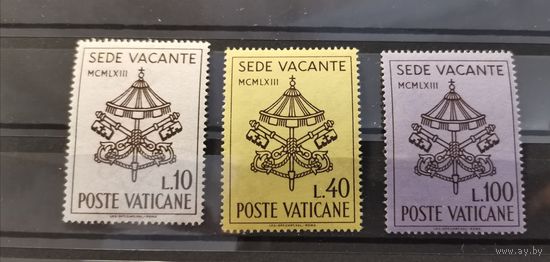 SEDE VACANTE
MCMLXIII
L.10
POSTE VATICANE
SEDE VACANTE
MCMLXIII
L.40
POSTE VATICANE
SEDE VACANTE
MCMLXIII
L.100
POSTE VATICANE
www.ay.by